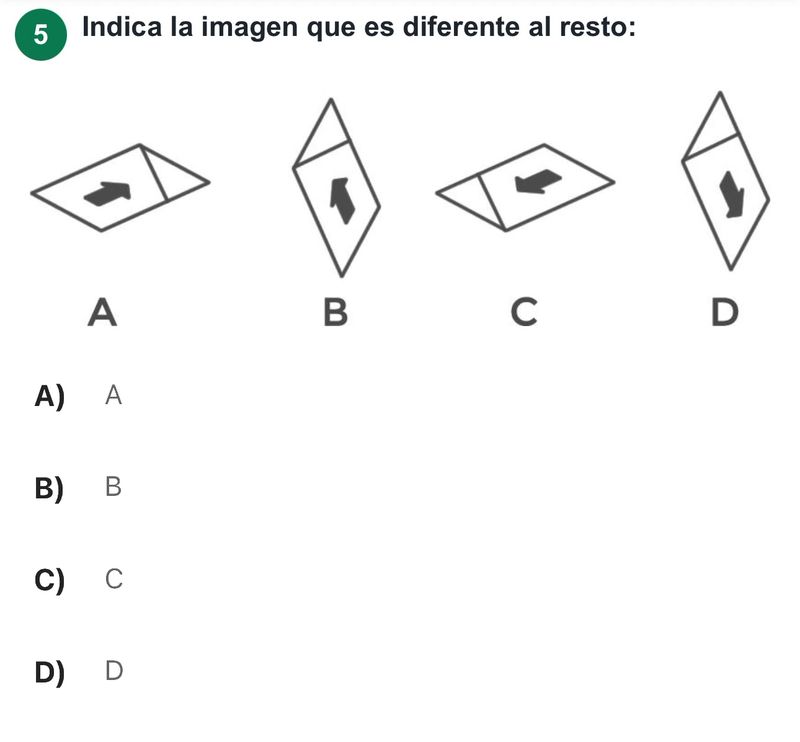 5 Indica la imagen que es diferente al resto:
A B C D
A) A
B) B
C) C
D) D